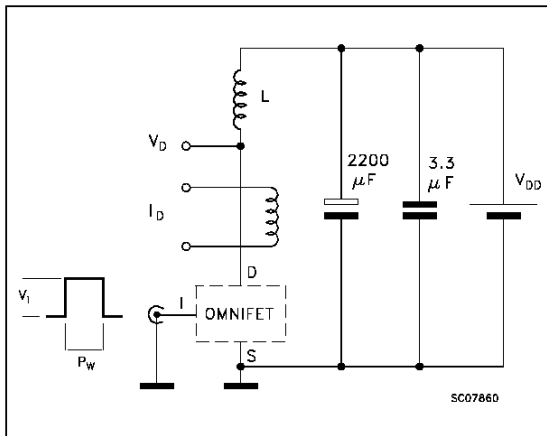 L
V_D
2200
µF
3.3
µF
V_DD
I_D
D
V_i
I
OMNIFET
P_W
S
SC07860